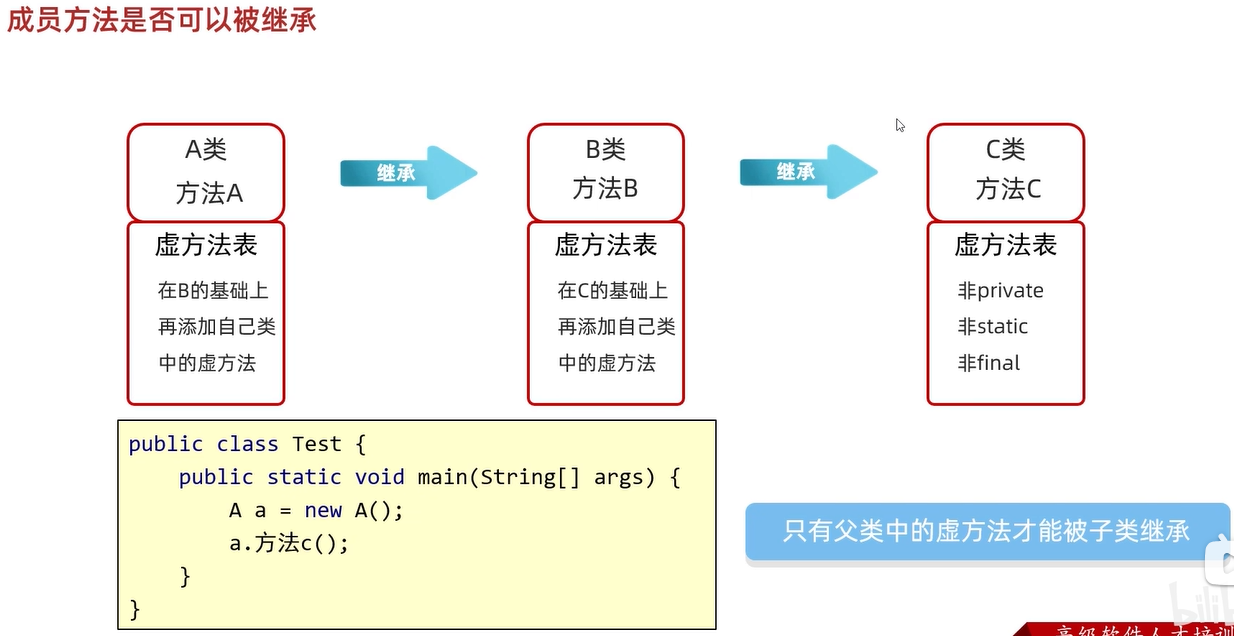 成员方法是否可以被继承
A类
方法A
继承
B类
方法B
继承
C类
方法C
虚方法表
在B的基础上
再添加自己类
中的虚方法
虚方法表
在C的基础上
再添加自己类
中的虚方法
虚方法表
非private
非static
非final
public class Test {
    public static void main(String[] args) {
        A a = new A();
        a.方法c();
    }
}
只有父类中的虚方法才能被子类继承
高级软件人才培训